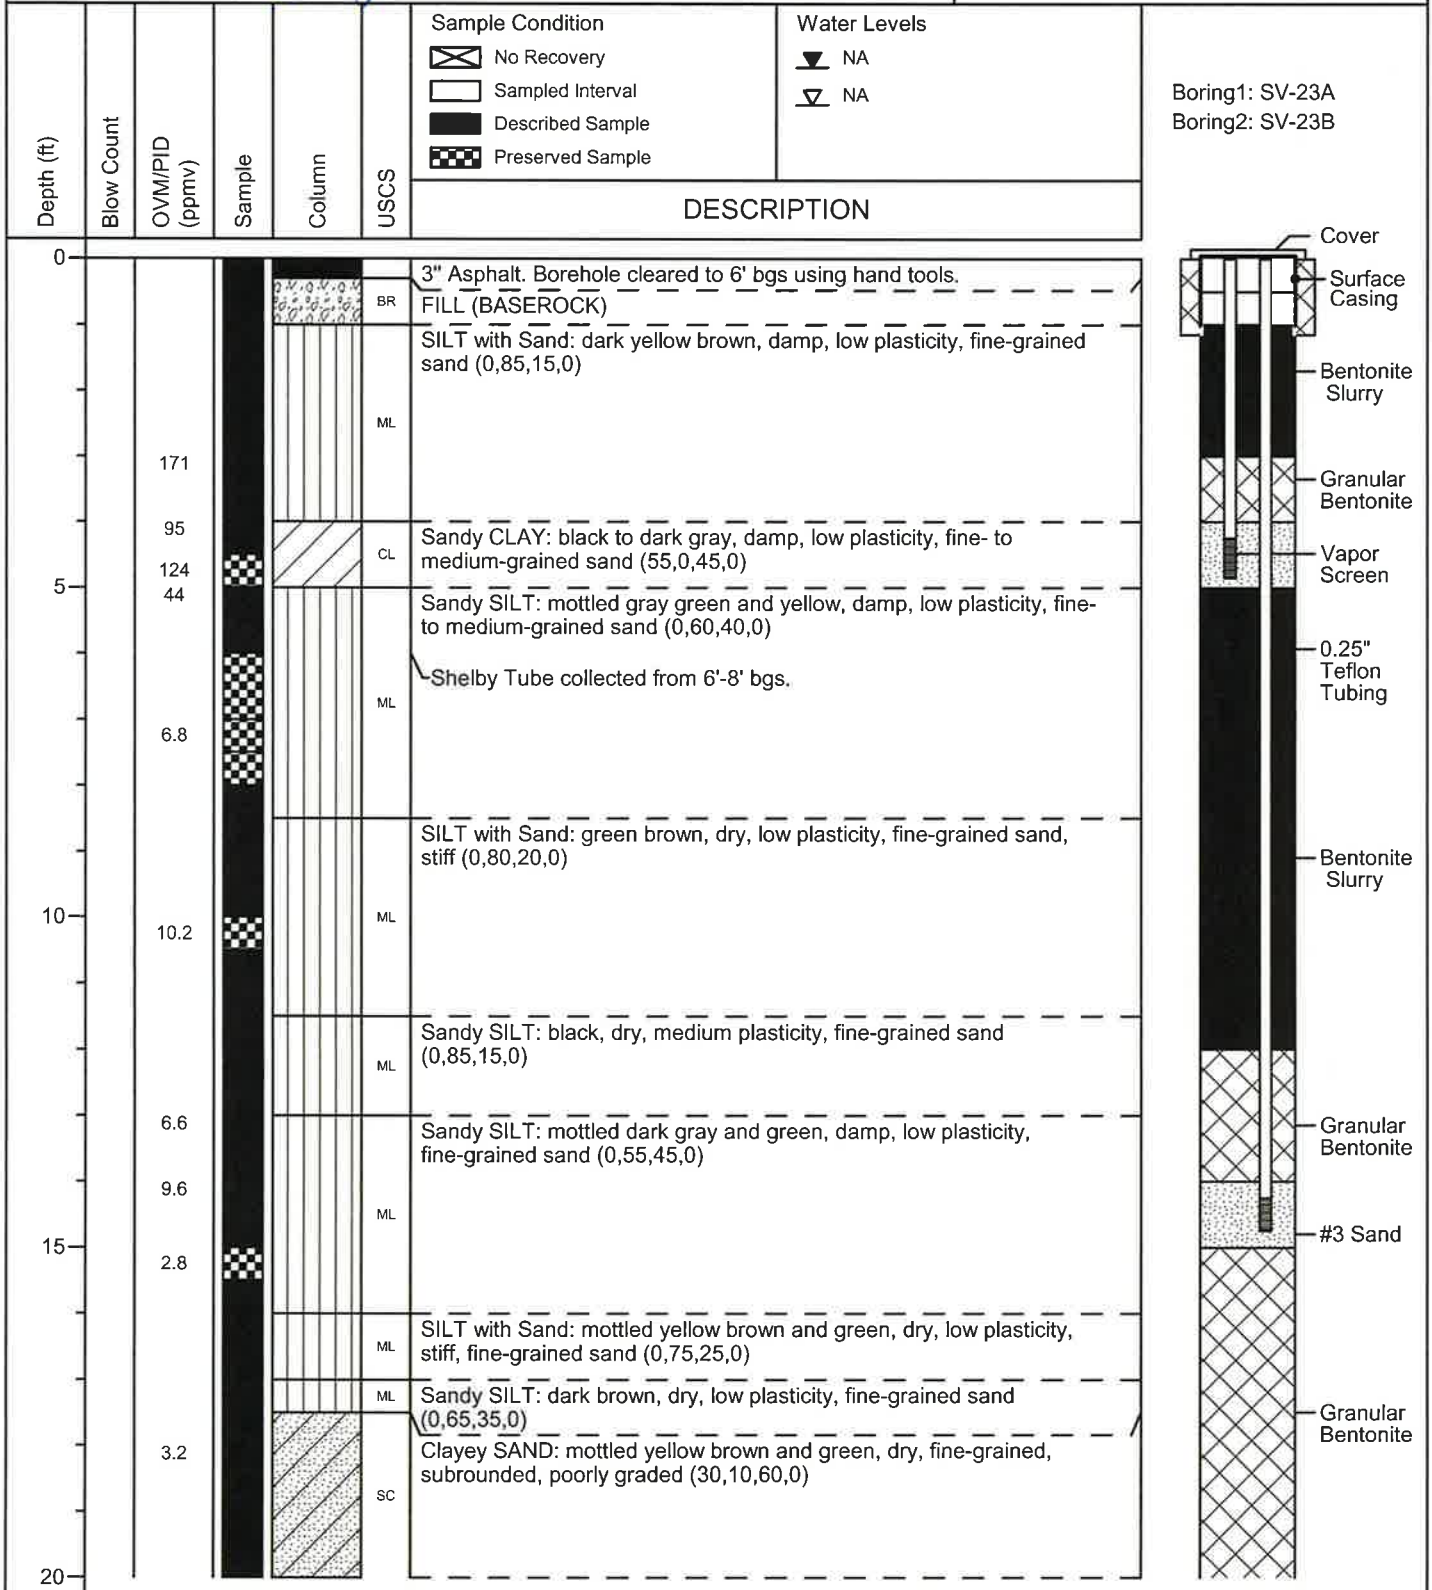 Sample Condition
No Recovery
Sampled Interval
Described Sample
Preserved Sample
Water Levels
NA
NA
Boring1: SV-23A
Boring2: SV-23B
Depth (ft)
Blow Count
OVM/PID
(ppmv)
Sample
Column
USCS
DESCRIPTION
Cover
0
3" Asphalt. Borehole cleared to 6' bgs using hand tools.
Surface
Casing
BR
FILL (BASEROCK)
SILT with Sand: dark yellow brown, damp, low plasticity, fine-grained
sand (0,85,15,0)
Bentonite
Slurry
ML
171
Granular
Bentonite
95
Sandy CLAY: black to dark gray, damp, low plasticity, fine- to
medium-grained sand (55,0,45,0)
CL
Vapor
Screen
124
5
44
Sandy SILT: mottled gray green and yellow, damp, low plasticity, fine-
to medium-grained sand (0,60,40,0)
0.25"
Teflon
Tubing
Shelby Tube collected from 6'-8' bgs.
ML
6.8
SILT with Sand: green brown, dry, low plasticity, fine-grained sand,
stiff (0,80,20,0)
Bentonite
Slurry
10
ML
10.2
Sandy SILT: black, dry, medium plasticity, fine-grained sand
(0,85,15,0)
ML
6.6
Sandy SILT: mottled dark gray and green, damp, low plasticity,
fine-grained sand (0,55,45,0)
Granular
Bentonite
9.6
ML
#3 Sand
15
2.8
SILT with Sand: mottled yellow brown and green, dry, low plasticity,
stiff, fine-grained sand (0,75,25,0)
ML
ML
Sandy SILT: dark brown, dry, low plasticity, fine-grained sand
(0,65,35,0)
Granular
Bentonite
3.2
Clayey SAND: mottled yellow brown and green, dry, fine-grained,
subrounded, poorly graded (30,10,60,0)
SC
20